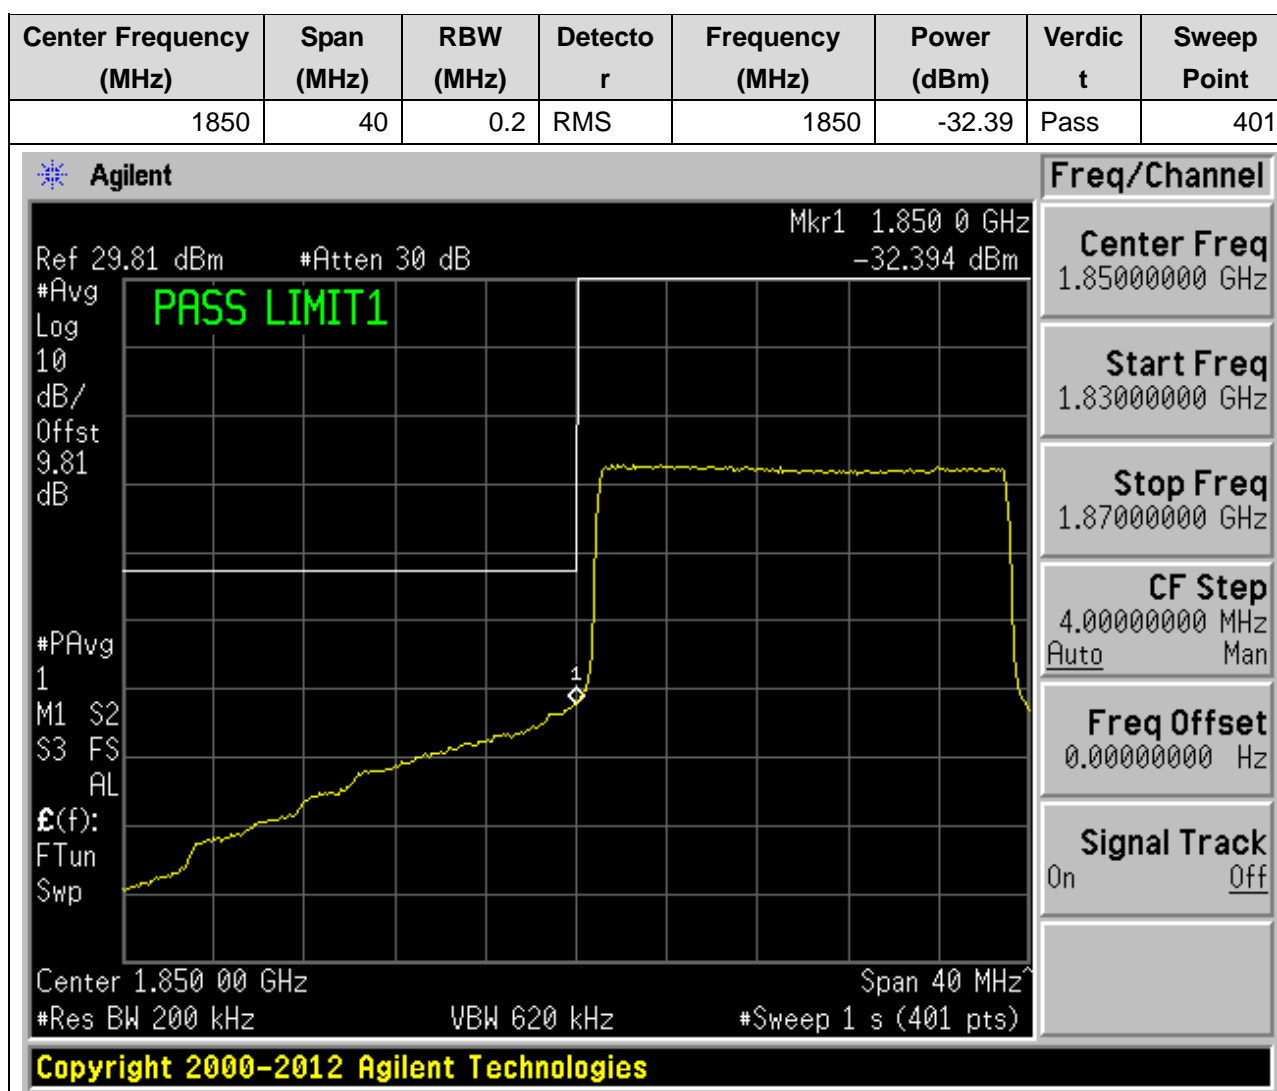 Center Frequency (MHz) Span (MHz) RBW (MHz) Detecto r Frequency (MHz) Power (dBm) Verdic t Sweep Point
1850 40 0.2 RMS 1850 -32.39 Pass 401
Agilent
Freq/Channel
Mkr1 1.850 0 GHz
Ref 29.81 dBm #Atten 30 dB -32.394 dBm
#Avg
Log
10
dB/
Offst
9.81
dB
PASS LIMIT1
#PAvg
1
M1 S2
S3 FS
AL
£(f):
FTun
Swp
1
Center 1.850 00 GHz Span 40 MHz^
#Res BW 200 kHz VBW 620 kHz #Sweep 1 s (401 pts)
Center Freq
1.85000000 GHz
Start Freq
1.83000000 GHz
Stop Freq
1.87000000 GHz
CF Step
4.00000000 MHz
Auto Man
Freq Offset
0.00000000 Hz
Signal Track
On Off
Copyright 2000-2012 Agilent Technologies